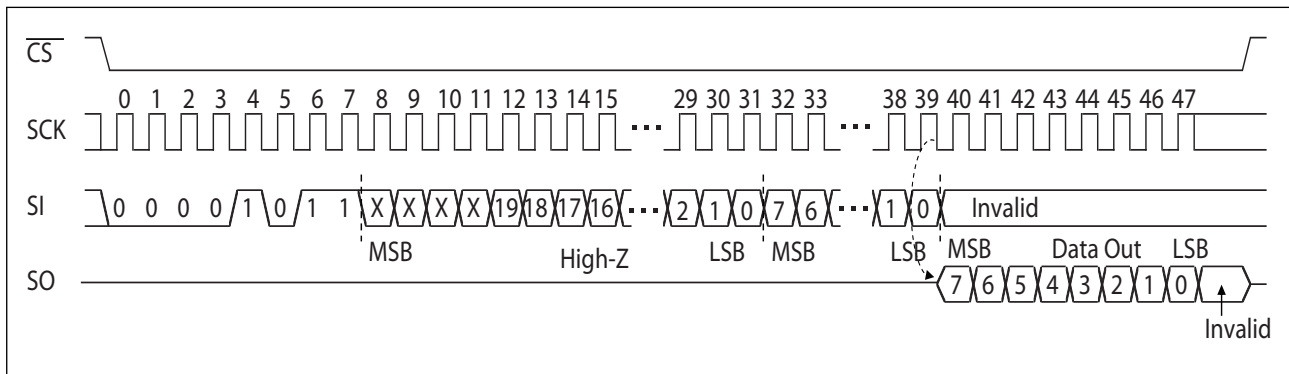 CS
0 1 2 3 4 5 6 7 8 9 10 11 12 13 14 15 29 30 31 32 33 38 39 40 41 42 43 44 45 46 47
SCK
SI 0 0 0 0 1 0 1 1 X X X X 19 18 17 16 2 1 0 7 6 1 0 Invalid
MSB High-Z LSB MSB LSB MSB Data Out LSB
SO 7 6 5 4 3 2 1 0
Invalid